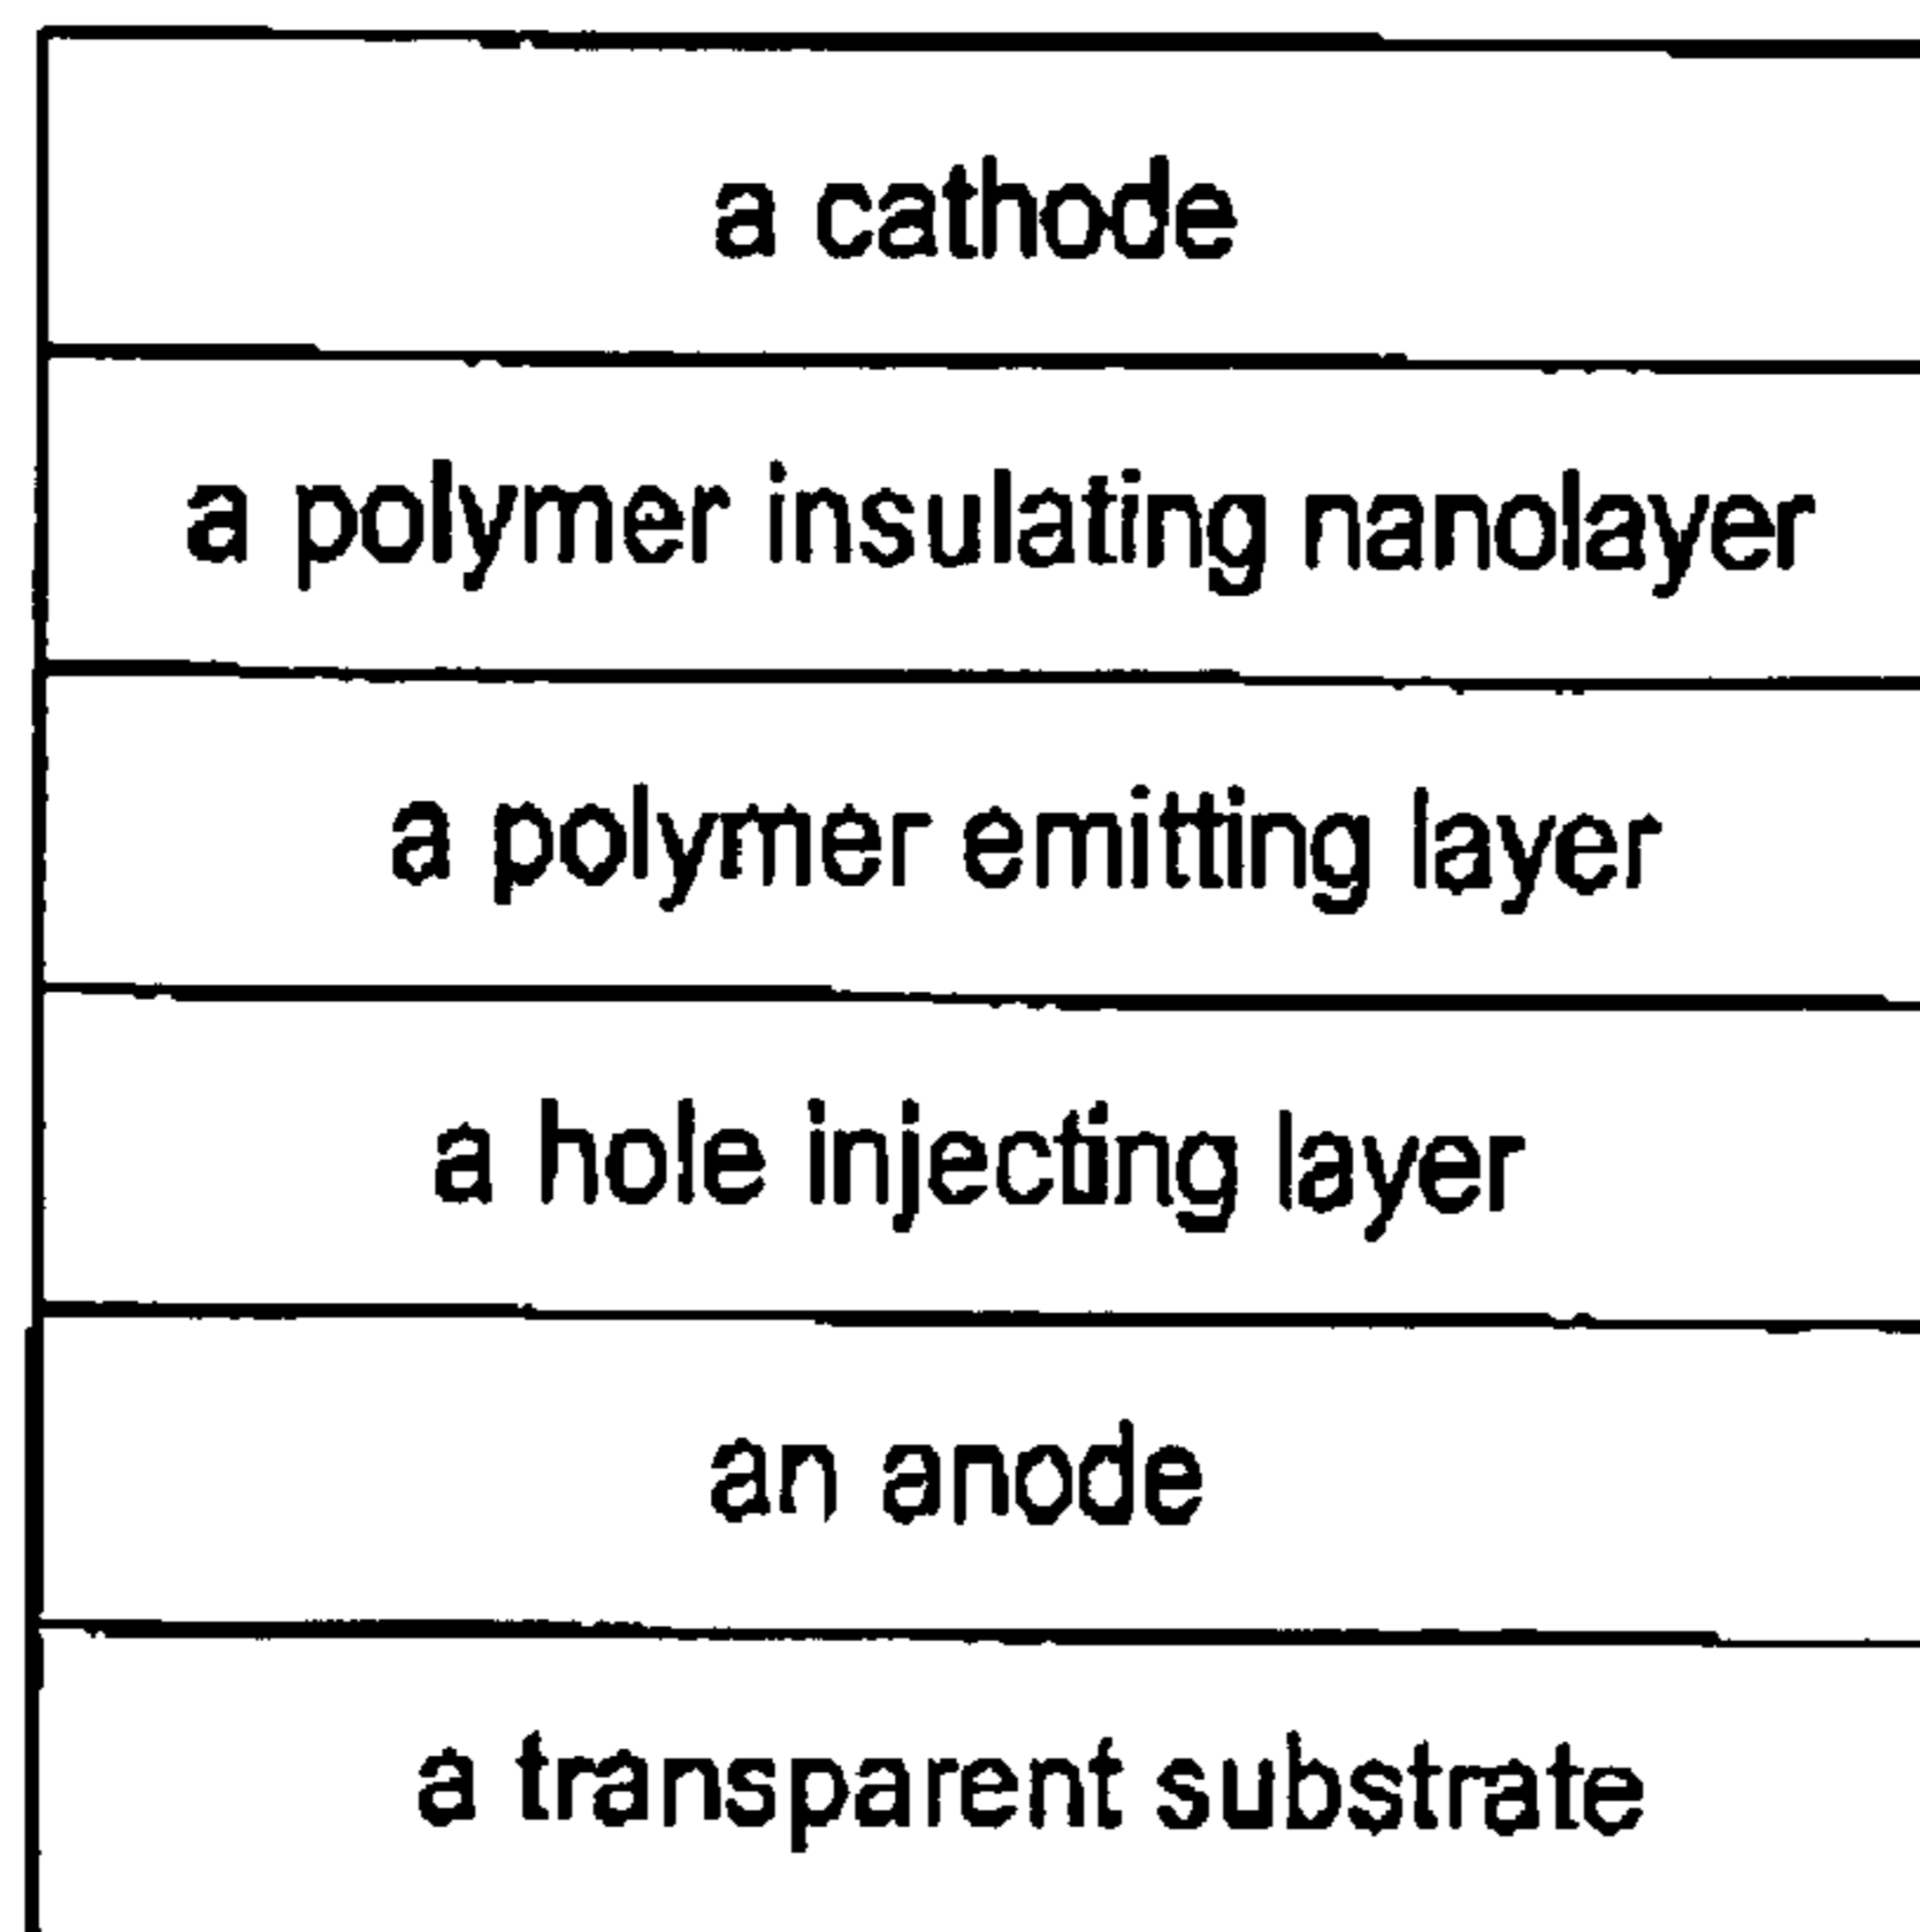 a cathode
a polymer insulating nanolayer
a polymer emitting layer
a hole injecting layer
an anode
a transparent substrate